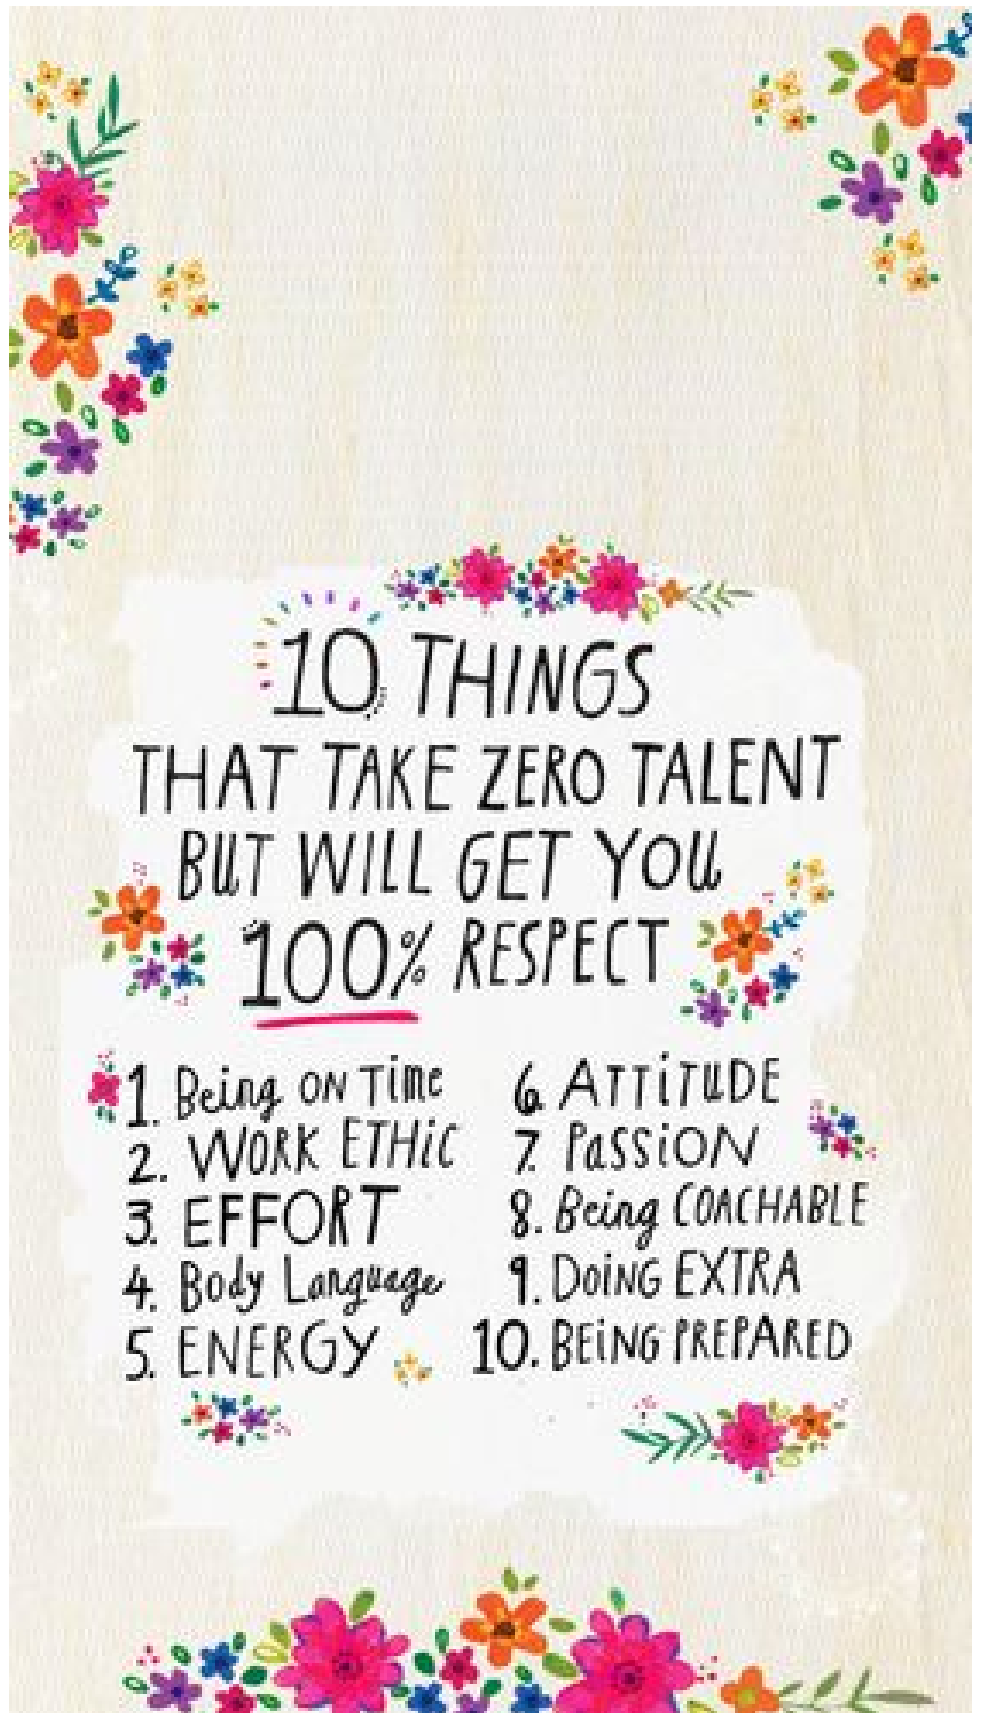 10 THINGS
THAT TAKE ZERO TALENT
BUT WILL GET YOU
100% RESPECT
1. Being ON Time
2. WORK ETHiC
3. EFFORT
4. Body Language
5. ENERGY
6. ATTiTUDE
7. PaSSiON
8. Being COACHABLE
9. DOiNG EXTRA
10. BEiNG PREPARED